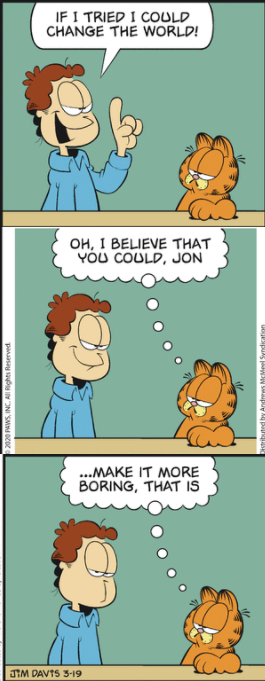 IF I TRIED I COULD
CHANGE THE WORLD!
OH, I BELIEVE THAT
YOU COULD, JON
© 2020 PAWS, INC. All Rights Reserved.
Distributed by Andrews McMeel Syndication
...MAKE IT MORE
BORING, THAT IS
JIM DAVIS 3-19